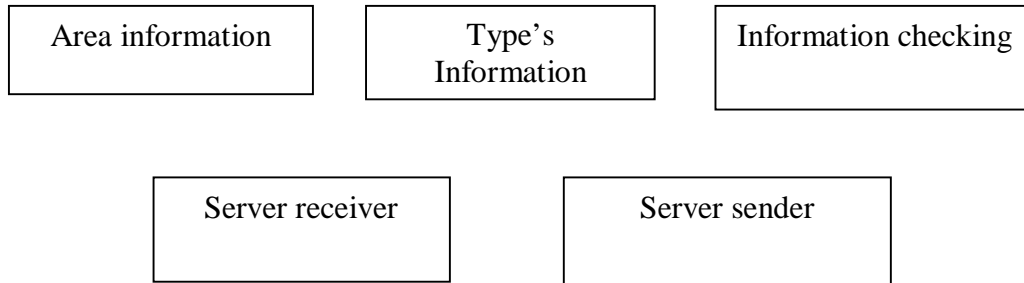 Area information
Type’s
Information
Information checking
Server receiver
Server sender